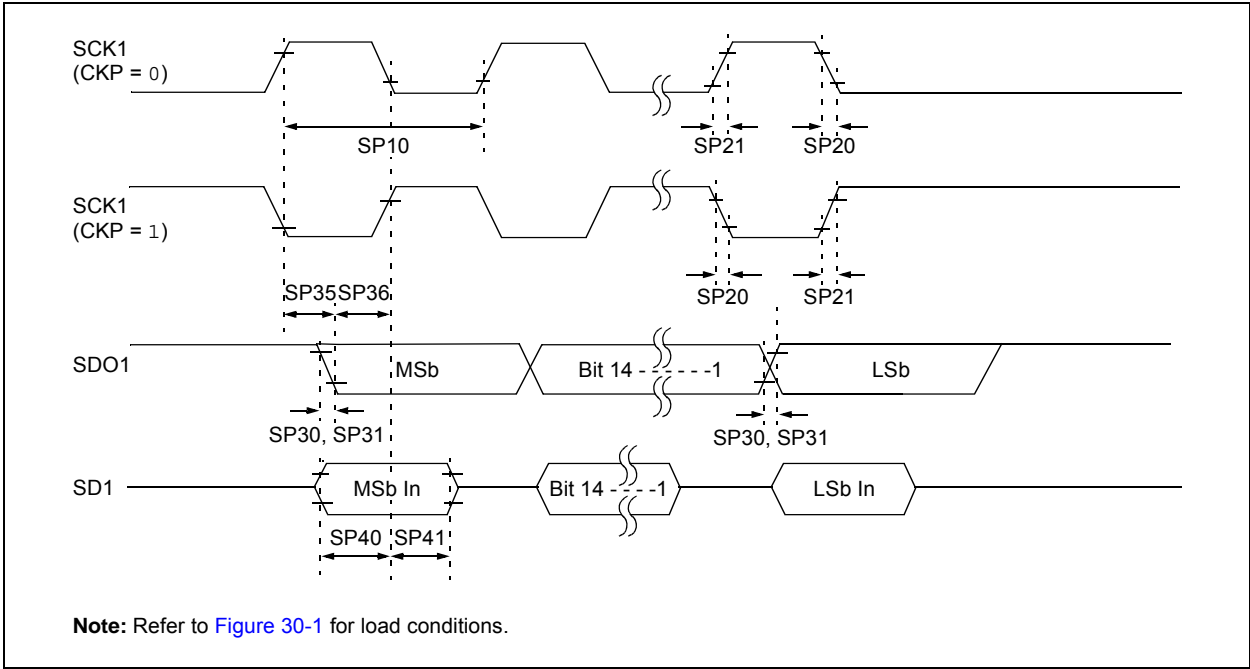 SCK1
(CKP = 0)
SP10
SP21
SP20
SCK1
(CKP = 1)
SP35
SP36
SP20
SP21
SDO1
MSb
Bit 14 - - - - - -1
LSb
SP30, SP31
SP30, SP31
SD1
MSb In
Bit 14 - - - -1
LSb In
SP40
SP41
Note: Refer to Figure 30-1 for load conditions.